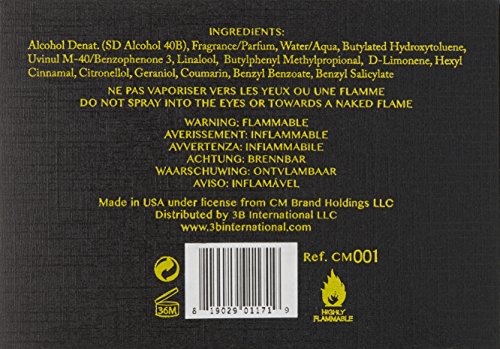 INGREDIENTS:
Alcohol Denat. (SD Alcohol 40B), Fragrance/Parfum, Water/Aqua, Butylated Hydroxytoluene,
Uvinul M-40/Benzophenone 3, Linalool, Butylphenyl Methylpropional, D-Limonene, Hexyl
Cinnamal, Citronellol, Geraniol, Coumarin, Benzyl Benzoate, Benzyl Salicylate
NE PAS VAPORISER VERS LES YEUX OU UNE FLAMME
DO NOT SPRAY INTO THE EYES OR TOWARDS A NAKED FLAME
WARNING: FLAMMABLE
AVERISSEMENT: INFLAMMABLE
AVVERTENZA: INFIAMMABILE
ACHTUNG: BRENNBAR
WAARSCHUWING: ONTVLAMBAAR
AVISO: INFLAMÁVEL
Made in USA under license from CM Brand Holdings LLC
Distributed by 3B International LLC
www.3binternational.com
Ref. CM001
36M
8 19029 01171 9
HIGHLY
FLAMMABLE